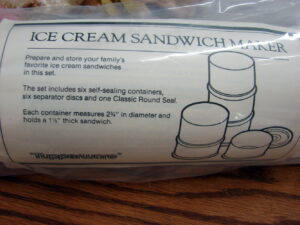 ICE CREAM SANDWICH MAKER
Prepare and store your family's
favorite ice cream sandwiches
in this set.
The set includes six self-sealing containers,
six separator discs and one Classic Round Seal.
Each container measures 2¾" in diameter and
holds a 1¼" thick sandwich.
"Tupperware"